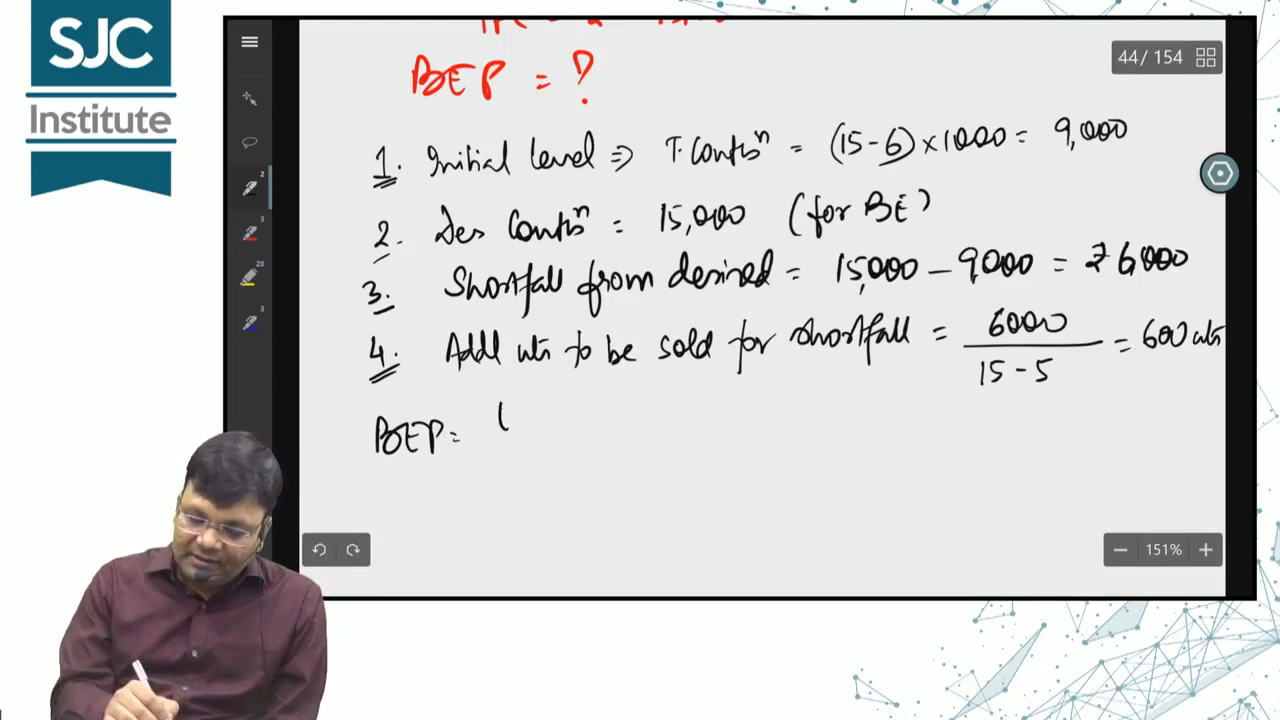 SJC
Institute
44 / 154
BEP = ?
1. Initial level ⇒ T. Contbⁿ = (15-6) × 1000 = 9,000
2. Des Contbⁿ = 15,000 (for BE)
3. Shortfall from desired = 15,000 - 9,000 = ₹ 6,000
4. Addl uts to be sold for shortfall = 6000 / 15 - 5 = 600 uts
BEP = (
151%